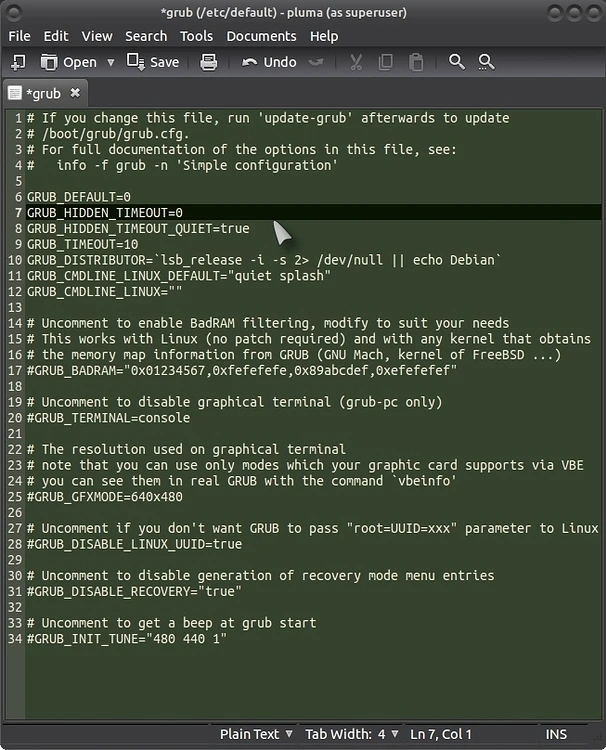 *grub (/etc/default) - pluma (as superuser)
File Edit View Search Tools Documents Help
Open Save Undo
*grub
1 # If you change this file, run 'update-grub' afterwards to update
2 # /boot/grub/grub.cfg.
3 # For full documentation of the options in this file, see:
4 #   info -f grub -n 'Simple configuration'
5
6 GRUB_DEFAULT=0
7 GRUB_HIDDEN_TIMEOUT=0
8 GRUB_HIDDEN_TIMEOUT_QUIET=true
9 GRUB_TIMEOUT=10
10 GRUB_DISTRIBUTOR=`lsb_release -i -s 2> /dev/null || echo Debian`
11 GRUB_CMDLINE_LINUX_DEFAULT="quiet splash"
12 GRUB_CMDLINE_LINUX=""
13
14 # Uncomment to enable BadRAM filtering, modify to suit your needs
15 # This works with Linux (no patch required) and with any kernel that obtains
16 # the memory map information from GRUB (GNU Mach, kernel of FreeBSD ...)
17 #GRUB_BADRAM="0x01234567,0xfefefefe,0x89abcdef,0xefefefef"
18
19 # Uncomment to disable graphical terminal (grub-pc only)
20 #GRUB_TERMINAL=console
21
22 # The resolution used on graphical terminal
23 # note that you can use only modes which your graphic card supports via VBE
24 # you can see them in real GRUB with the command `vbeinfo'
25 #GRUB_GFXMODE=640x480
26
27 # Uncomment if you don't want GRUB to pass "root=UUID=xxx" parameter to Linux
28 #GRUB_DISABLE_LINUX_UUID=true
29
30 # Uncomment to disable generation of recovery mode menu entries
31 #GRUB_DISABLE_RECOVERY="true"
32
33 # Uncomment to get a beep at grub start
34 #GRUB_INIT_TUNE="480 440 1"
Plain Text Tab Width: 4 Ln 7, Col 1 INS